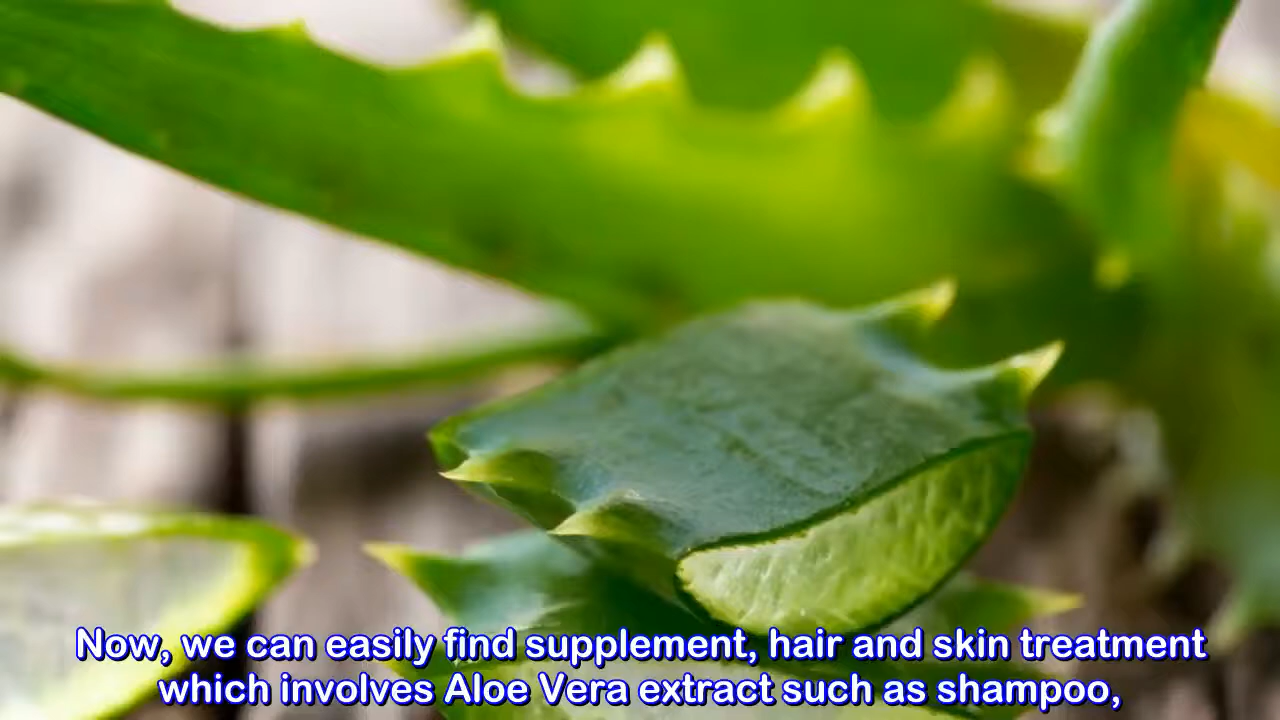 Now, we can easily find supplement, hair and skin treatment
which involves Aloe Vera extract such as shampoo,